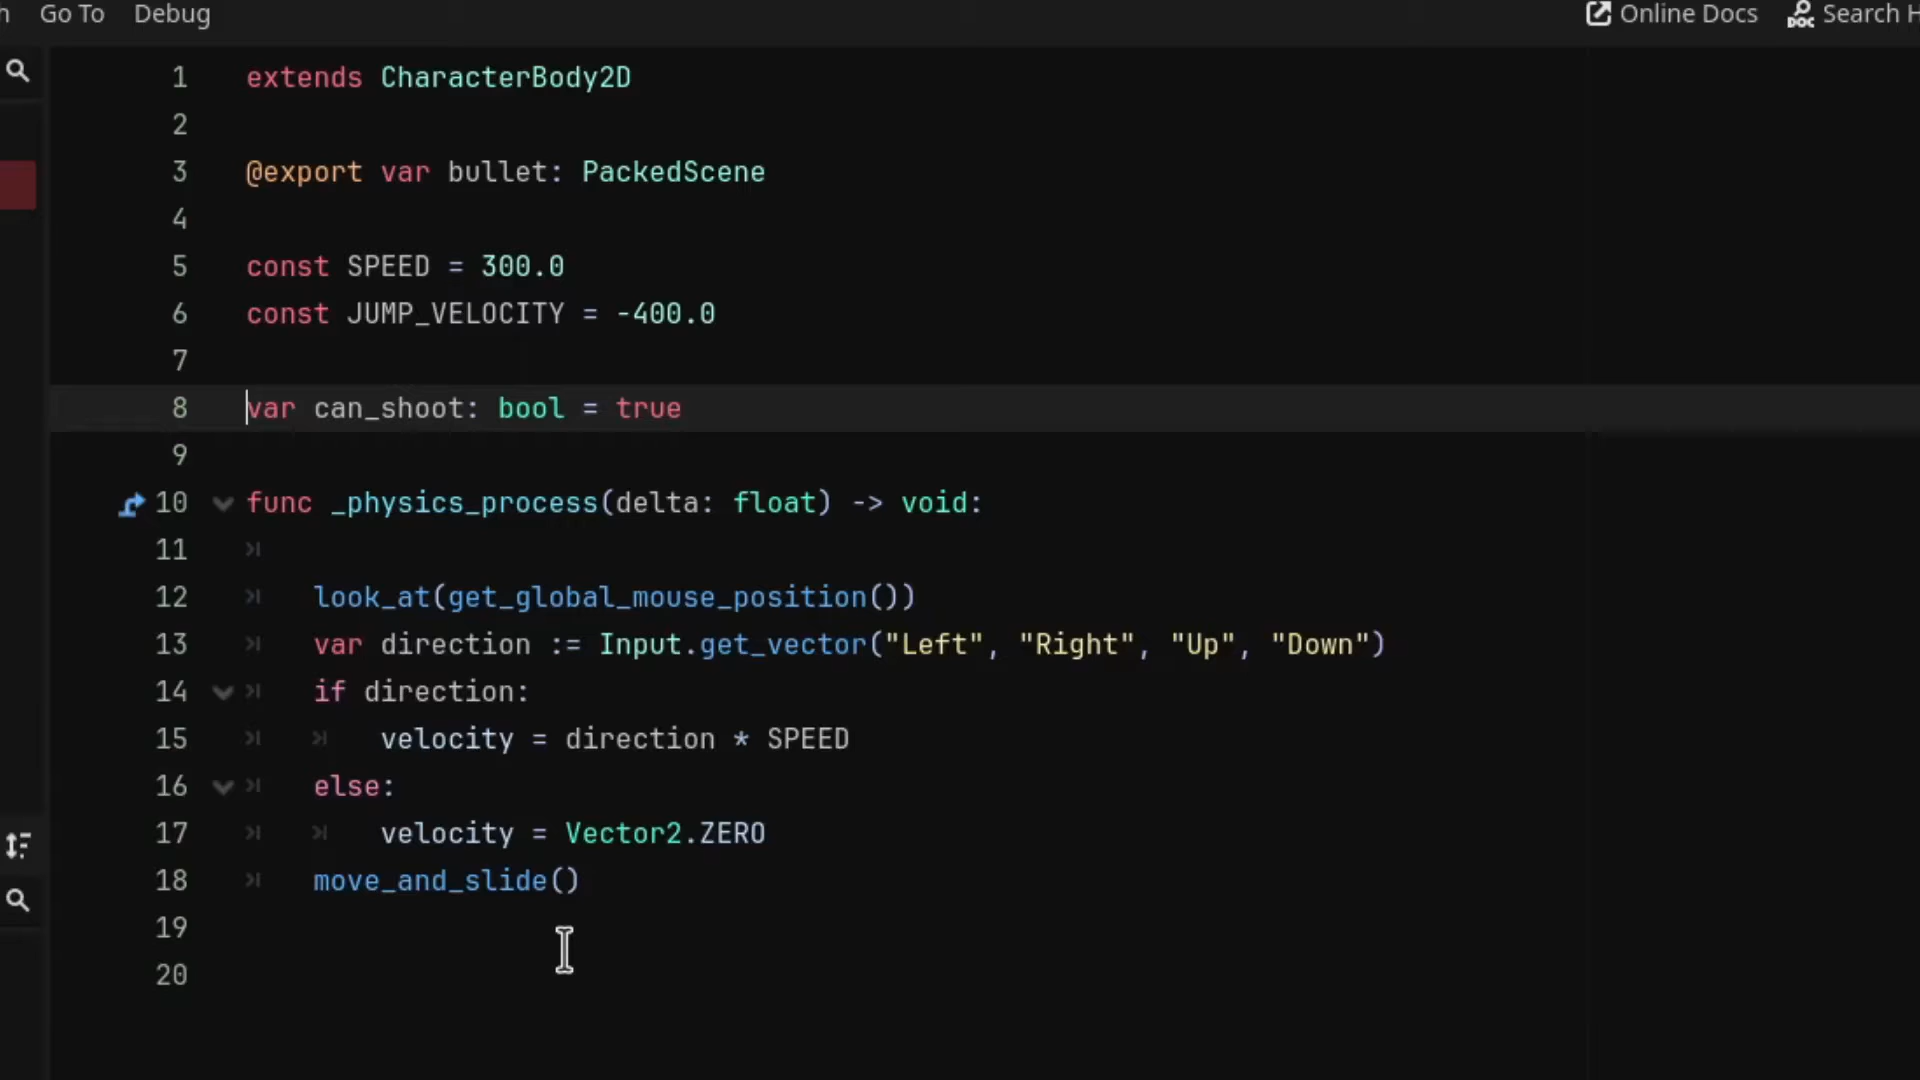 Go To Debug Online Docs Search
1 extends CharacterBody2D
2
3 @export var bullet: PackedScene
4
5 const SPEED = 300.0
6 const JUMP_VELOCITY = -400.0
7
8 var can_shoot: bool = true
9
10 func _physics_process(delta: float) -> void:
11
12 look_at(get_global_mouse_position())
13 var direction := Input.get_vector("Left", "Right", "Up", "Down")
14 if direction:
15 velocity = direction * SPEED
16 else:
17 velocity = Vector2.ZERO
18 move_and_slide()
19
20